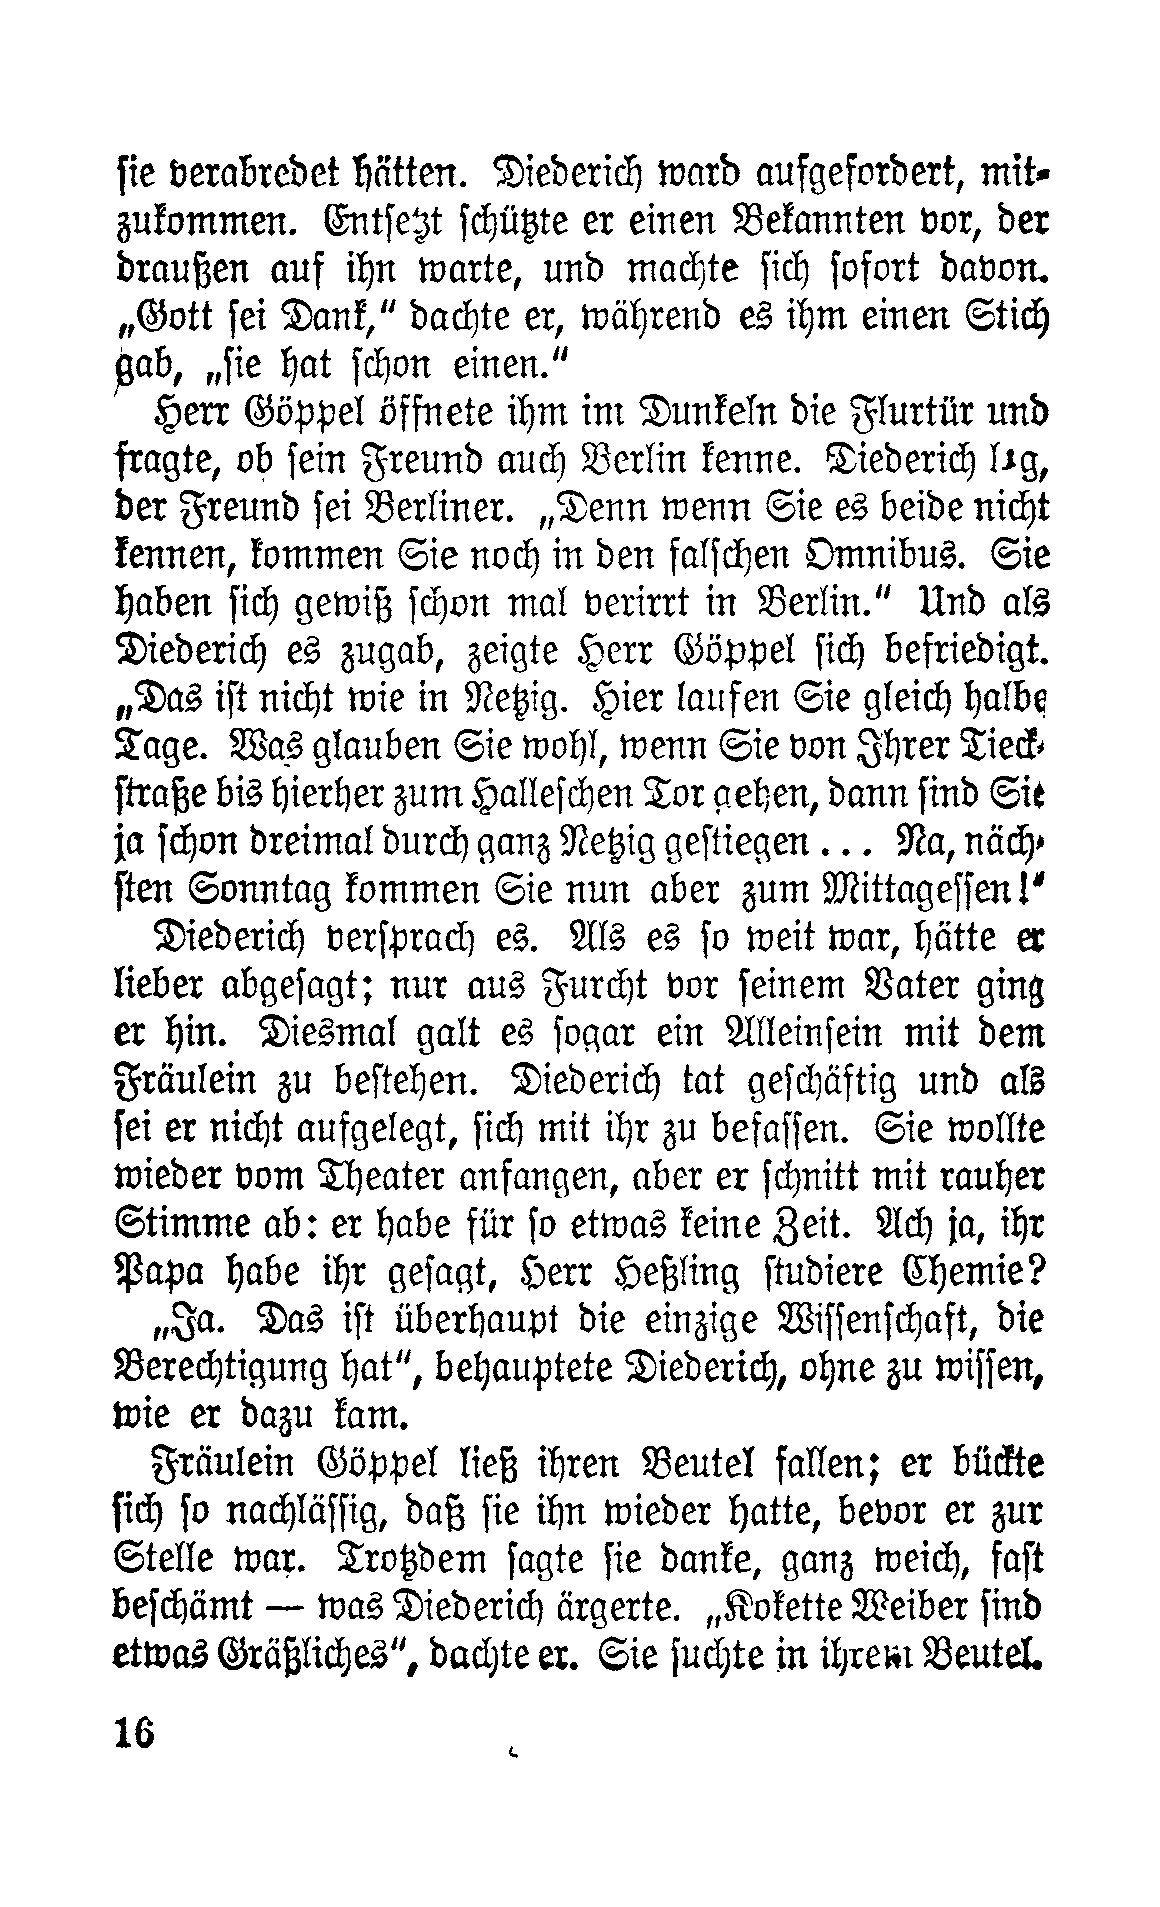 sie verabredet hätten. Diederich ward aufgefordert, mit-
zukommen. Entsetzt schützte er einen Bekannten vor, der
draußen auf ihn warte, und machte sich sofort davon.
„Gott sei Dank,“ dachte er, während es ihm einen Stich
gab, „sie hat schon einen.“
Herr Göppel öffnete ihm im Dunkeln die Flurtür und
fragte, ob sein Freund auch Berlin kenne. Diederich log,
der Freund sei Berliner. „Denn wenn Sie es beide nicht
kennen, kommen Sie noch in den falschen Omnibus. Sie
haben sich gewiß schon mal verirrt in Berlin.“ Und als
Diederich es zugab, zeigte Herr Göppel sich befriedigt.
„Das ist nicht wie in Netzig. Hier laufen Sie gleich halbe
Tage. Was glauben Sie wohl, wenn Sie von Ihrer Tieck-
straße bis hierher zum Halleschen Tor gehen, dann sind Sie
ja schon dreimal durch ganz Netzig gestiegen ... Na, näch-
sten Sonntag kommen Sie nun aber zum Mittagessen!“
Diederich versprach es. Als es so weit war, hätte er
lieber abgesagt; nur aus Furcht vor seinem Vater ging
er hin. Diesmal galt es sogar ein Alleinsein mit dem
Fräulein zu bestehen. Diederich tat geschäftig und als
sei er nicht aufgelegt, sich mit ihr zu befassen. Sie wollte
wieder vom Theater anfangen, aber er schnitt mit rauher
Stimme ab: er habe für so etwas keine Zeit. Ach ja, ihr
Papa habe ihr gesagt, Herr Heßling studiere Chemie?
„Ja. Das ist überhaupt die einzige Wissenschaft, die
Berechtigung hat“, behauptete Diederich, ohne zu wissen,
wie er dazu kam.
Fräulein Göppel ließ ihren Beutel fallen; er bückte
sich so nachlässig, daß sie ihn wieder hatte, bevor er zur
Stelle war. Trotzdem sagte sie danke, ganz weich, fast
beschämt — was Diederich ärgerte. „Kokette Weiber sind
etwas Gräßliches“, dachte er. Sie suchte in ihrem Beutel.
16